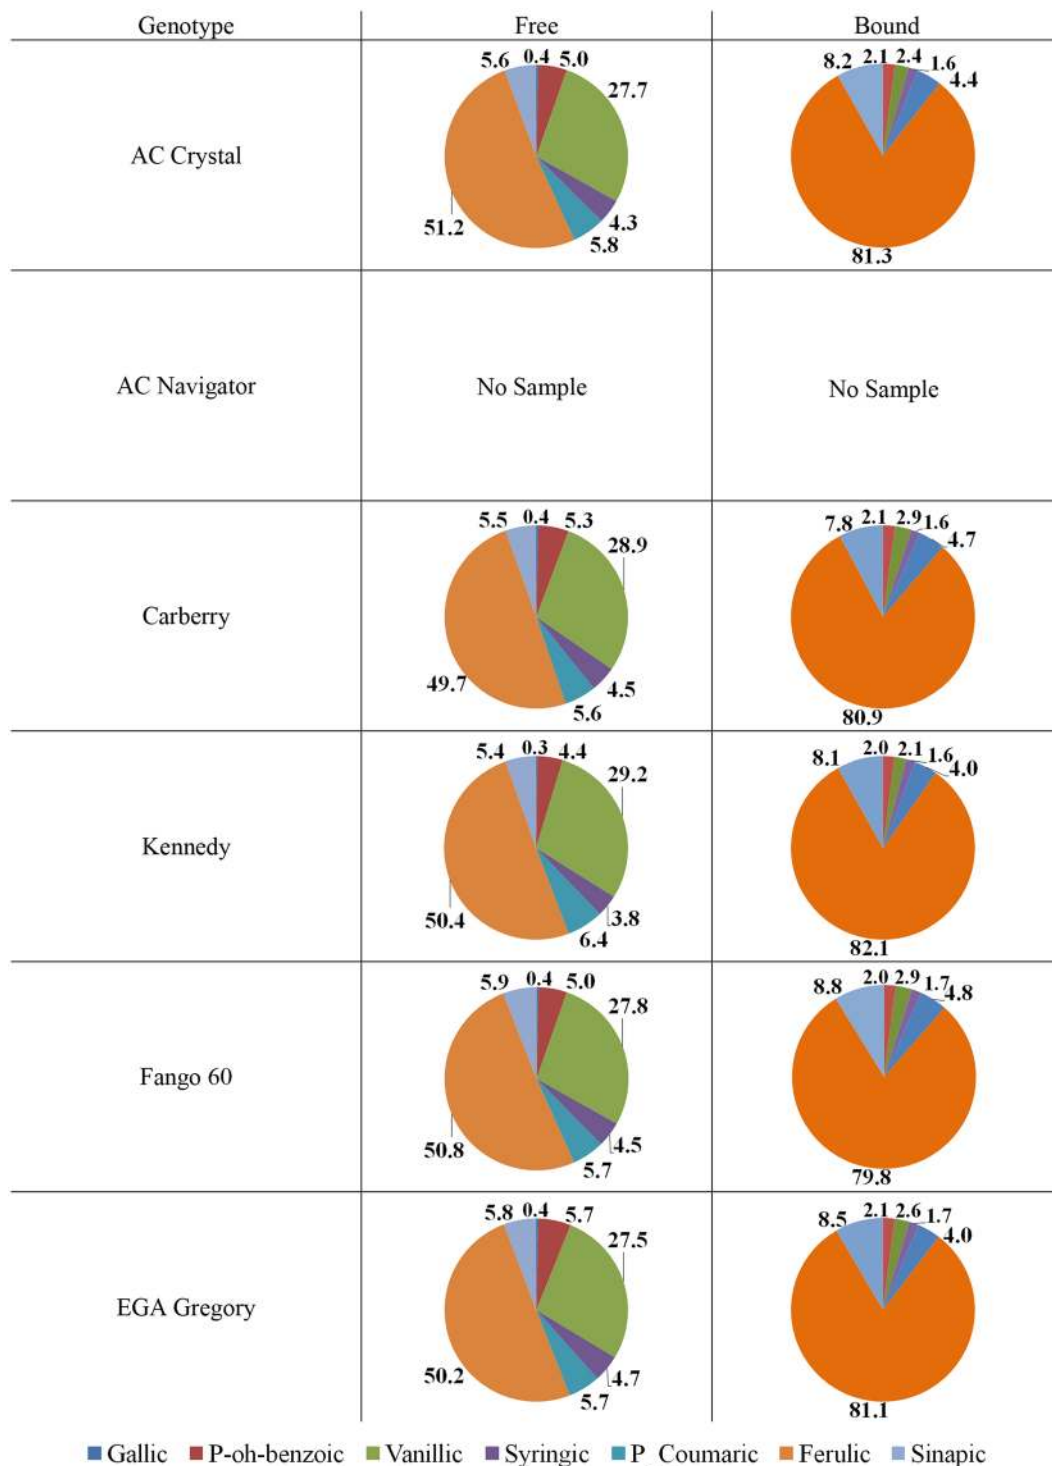 Genotype Free Bound
5.6 0.4 5.0 8.2 2.1 2.4 1.6
27.7 4.4
AC Crystal
51.2 4.3
5.8 81.3
AC Navigator No Sample No Sample
5.5 0.4 5.3 7.8 2.1 2.9 1.6
28.9 4.7
Carberry
49.7 4.5
5.6 80.9
5.4 0.3 4.4 8.1 2.0 2.1 1.6
29.2 4.0
Kennedy
50.4 3.8
6.4 82.1
5.9 0.4 5.0 8.8 2.0 2.9 1.7
27.8 4.8
Fango 60
50.8 4.5
5.7 79.8
5.8 0.4 5.7 8.5 2.1 2.6 1.7
27.5 4.0
EGA Gregory
50.2 4.7
5.7 81.1
Gallic P-oh-benzoic Vanillic Syringic P_Coumaric Ferulic Sinapic